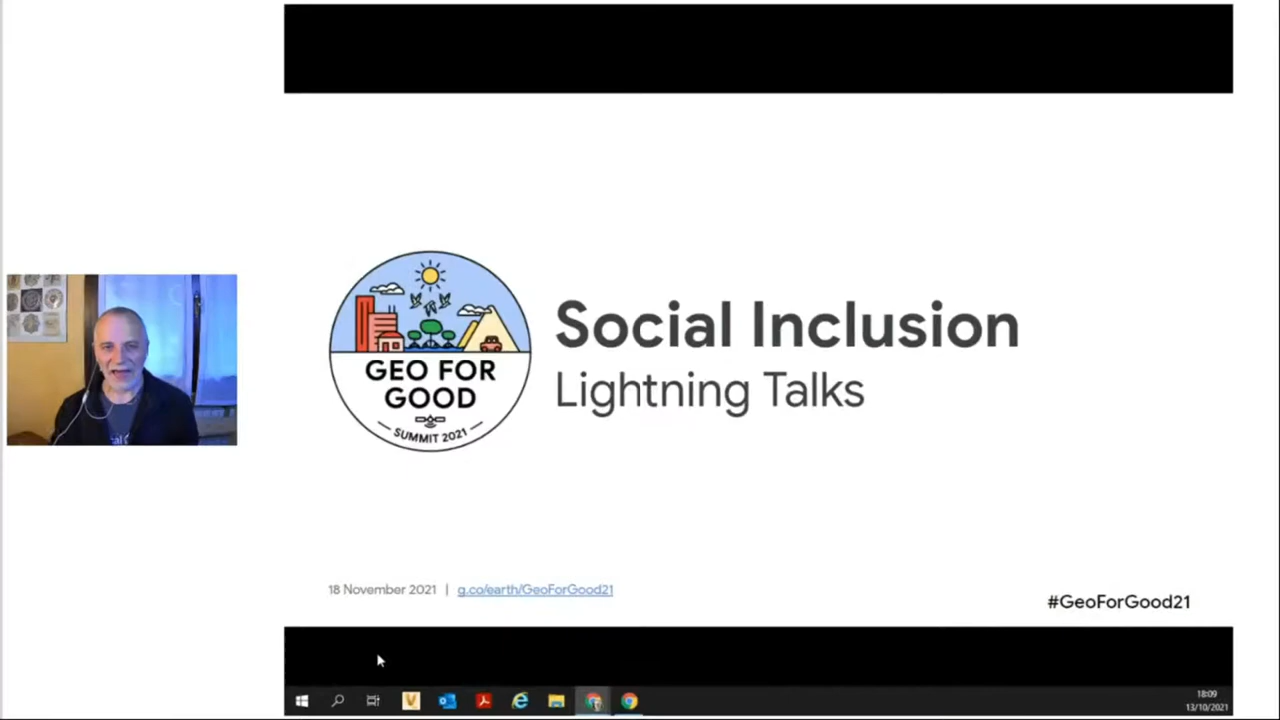 GEO FOR
GOOD
SUMMIT 2021
Social Inclusion
Lightning Talks
18 November 2021 | g.co/earth/GeoForGood21
#GeoForGood21
18:09
13/10/2021